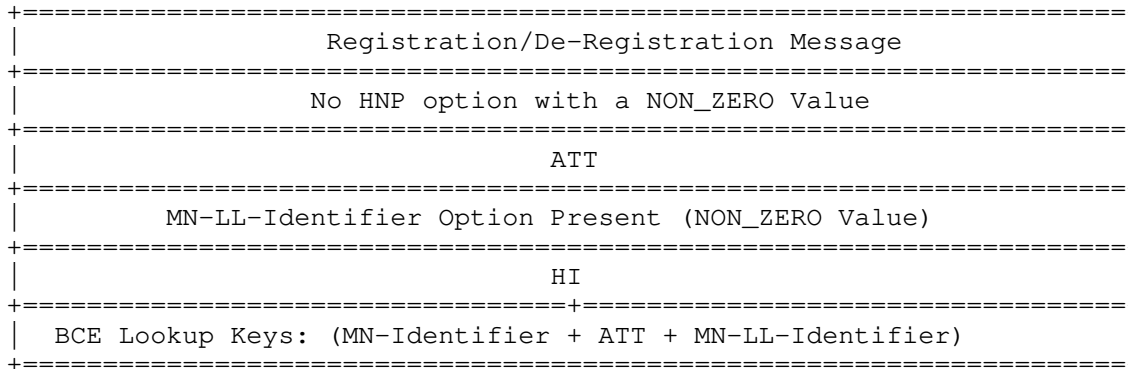 +=====================================================================
| Registration/De-Registration Message
+=====================================================================
| No HNP option with a NON_ZERO Value
+=====================================================================
| ATT
+=====================================================================
| MN-LL-Identifier Option Present (NON_ZERO Value)
+=====================================================================
| HI
+==================================+==================================
| BCE Lookup Keys: (MN-Identifier + ATT + MN-LL-Identifier)
+=====================================================================